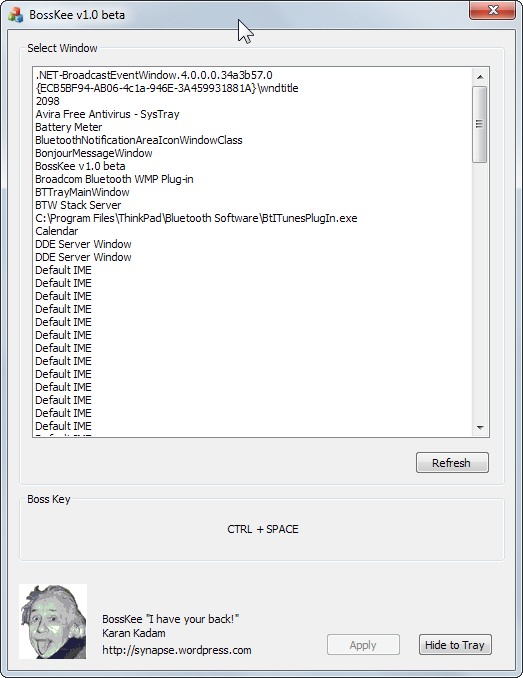 BossKee v1.0 beta
Select Window
.NET-BroadcastEventWindow.4.0.0.0.34a3b57.0
{ECB5BF94-AB06-4c1a-946E-3A459931881A}\wndtitle
2098
Avira Free Antivirus - SysTray
Battery Meter
BluetoothNotificationAreaIconWindowClass
BonjourMessageWindow
BossKee v1.0 beta
Broadcom Bluetooth WMP Plug-in
BTTrayMainWindow
BTW Stack Server
C:\Program Files\ThinkPad\Bluetooth Software\BtITunesPlugIn.exe
Calendar
DDE Server Window
DDE Server Window
Default IME
Default IME
Default IME
Default IME
Default IME
Default IME
Default IME
Default IME
Default IME
Default IME
Default IME
Default IME
Default IME
Default IME
Refresh
Boss Key
CTRL + SPACE
BossKee "I have your back!"
Karan Kadam
http://synapse.wordpress.com
Apply
Hide to Tray